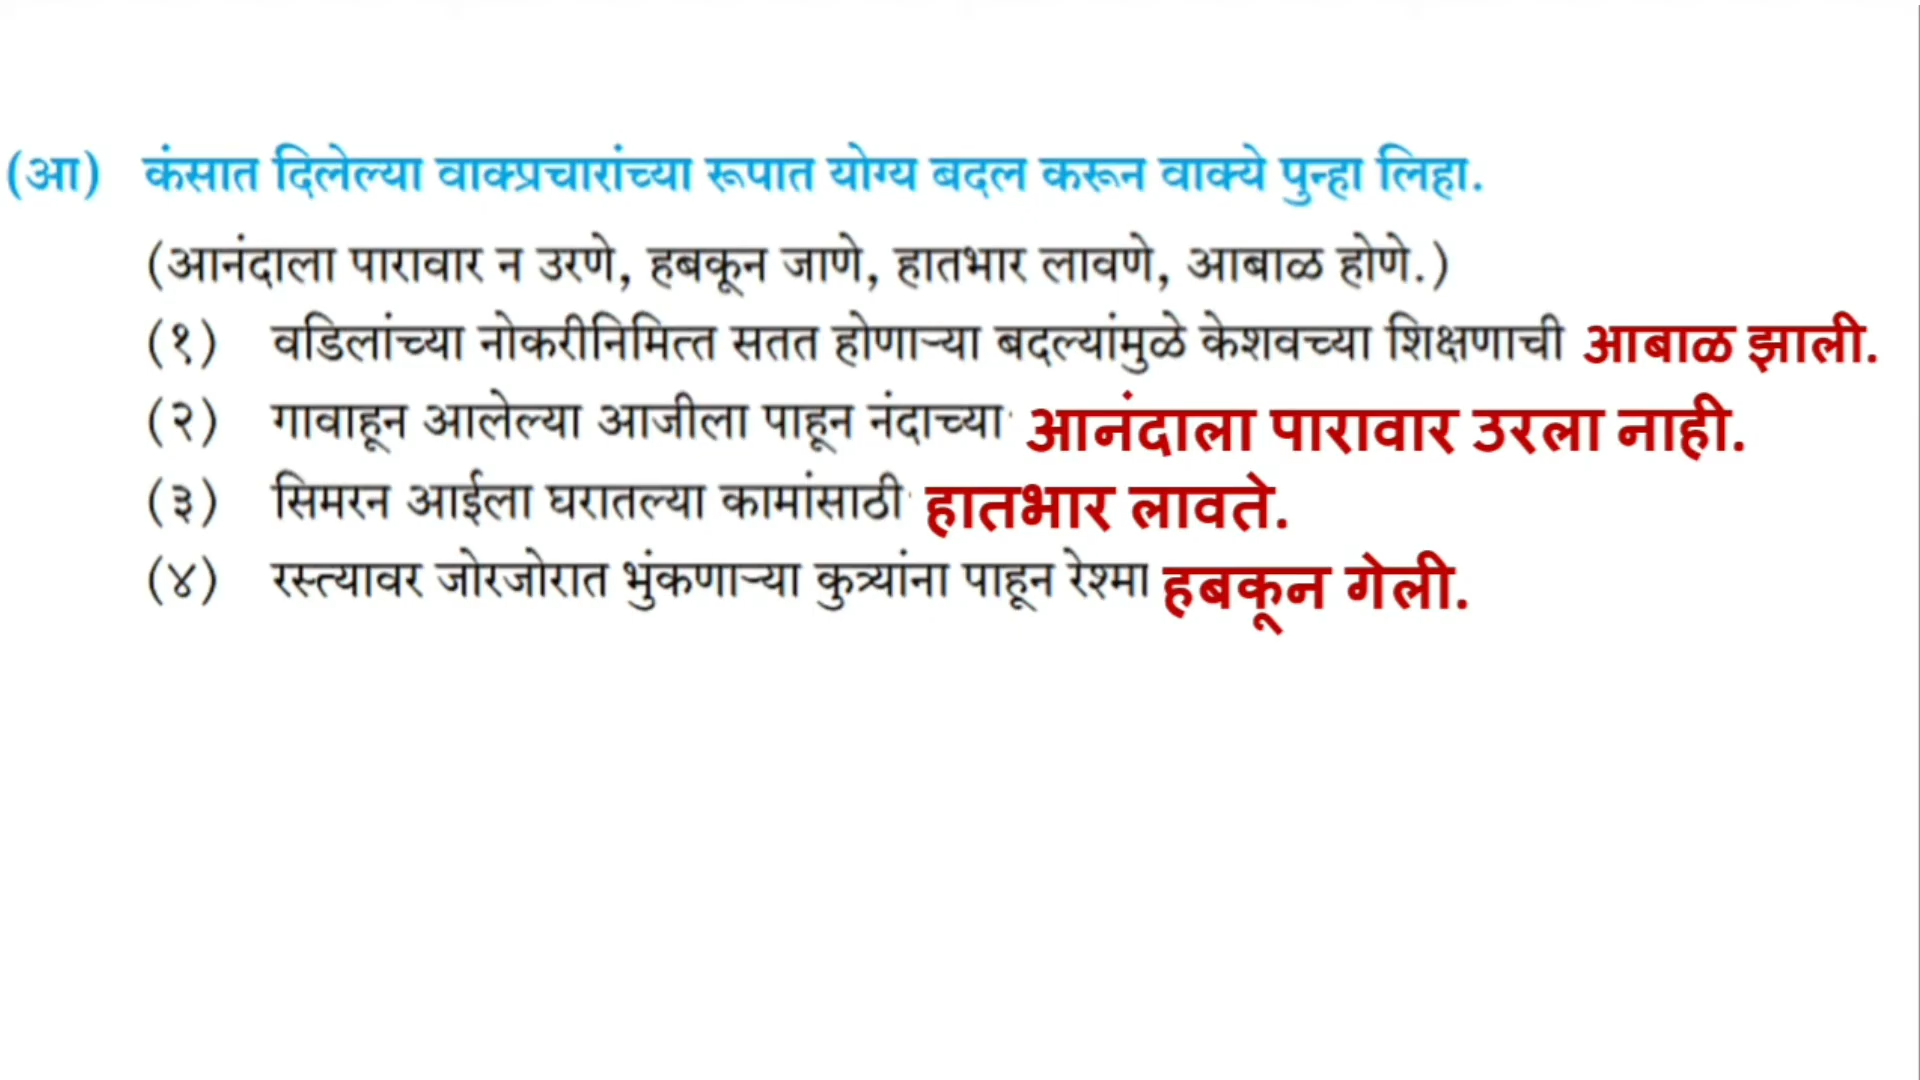 (आ) कंसात दिलेल्या वाक्प्रचारांच्या रूपात योग्य बदल करून वाक्ये पुन्हा लिहा.
(आनंदाला पारावार न उरणे, हबकून जाणे, हातभार लावणे, आबाळ होणे.)
(१) वडिलांच्या नोकरीनिमित्त सतत होणाऱ्या बदल्यांमुळे केशवच्या शिक्षणाची आबाळ झाली.
(२) गावाहून आलेल्या आजीला पाहून नंदाच्या आनंदाला पारावार उरला नाही.
(३) सिमरन आईला घरातल्या कामांसाठी हातभार लावते.
(४) रस्त्यावर जोरजोरात भुंकणाऱ्या कुत्र्यांना पाहून रेश्मा हबकून गेली.